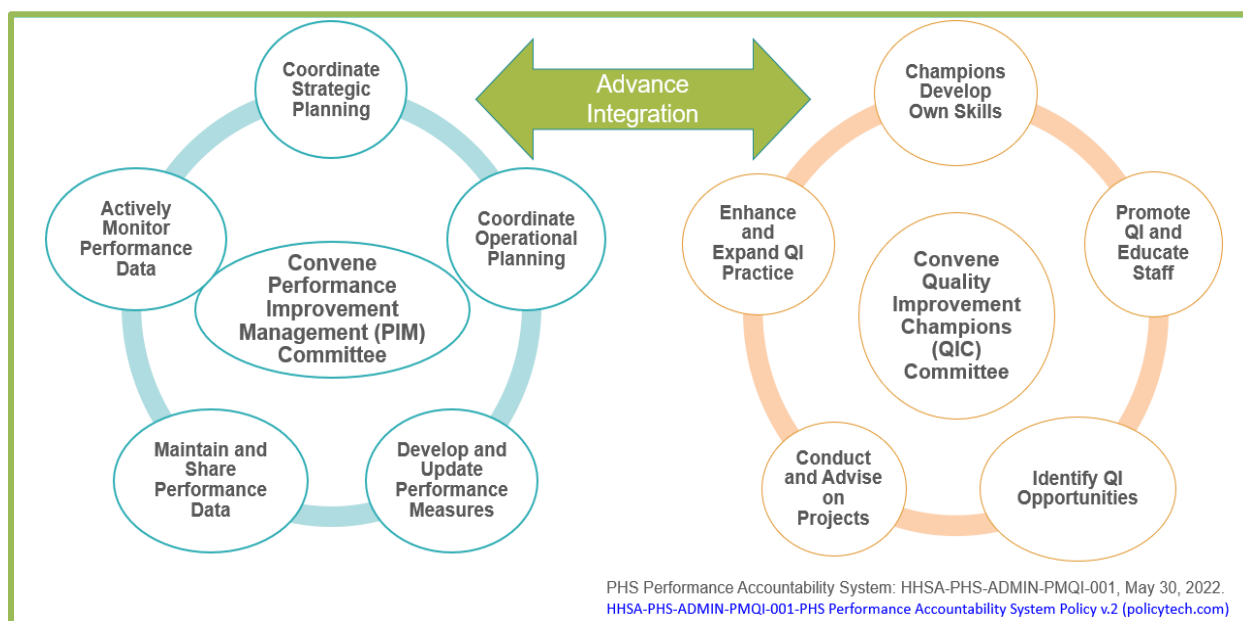 Coordinate
Strategic
Planning
Coordinate
Operational
Planning
Develop and
Update
Performance
Measures
Maintain and
Share
Performance
Data
Actively
Monitor
Performance
Data
Convene
Performance
Improvement
Management (PIM)
Committee
Advance
Integration
Champions
Develop
Own Skills
Promote
QI and
Educate
Staff
Identify QI
Opportunities
Conduct
and Advise
on
Projects
Enhance
and
Expand QI
Practice
Convene
Quality
Improvement
Champions
(QIC)
Committee
PHS Performance Accountability System: HHSA-PHS-ADMIN-PMQI-001, May 30, 2022.
HHSA-PHS-ADMIN-PMQI-001-PHS Performance Accountability System Policy v.2 (policytech.com)